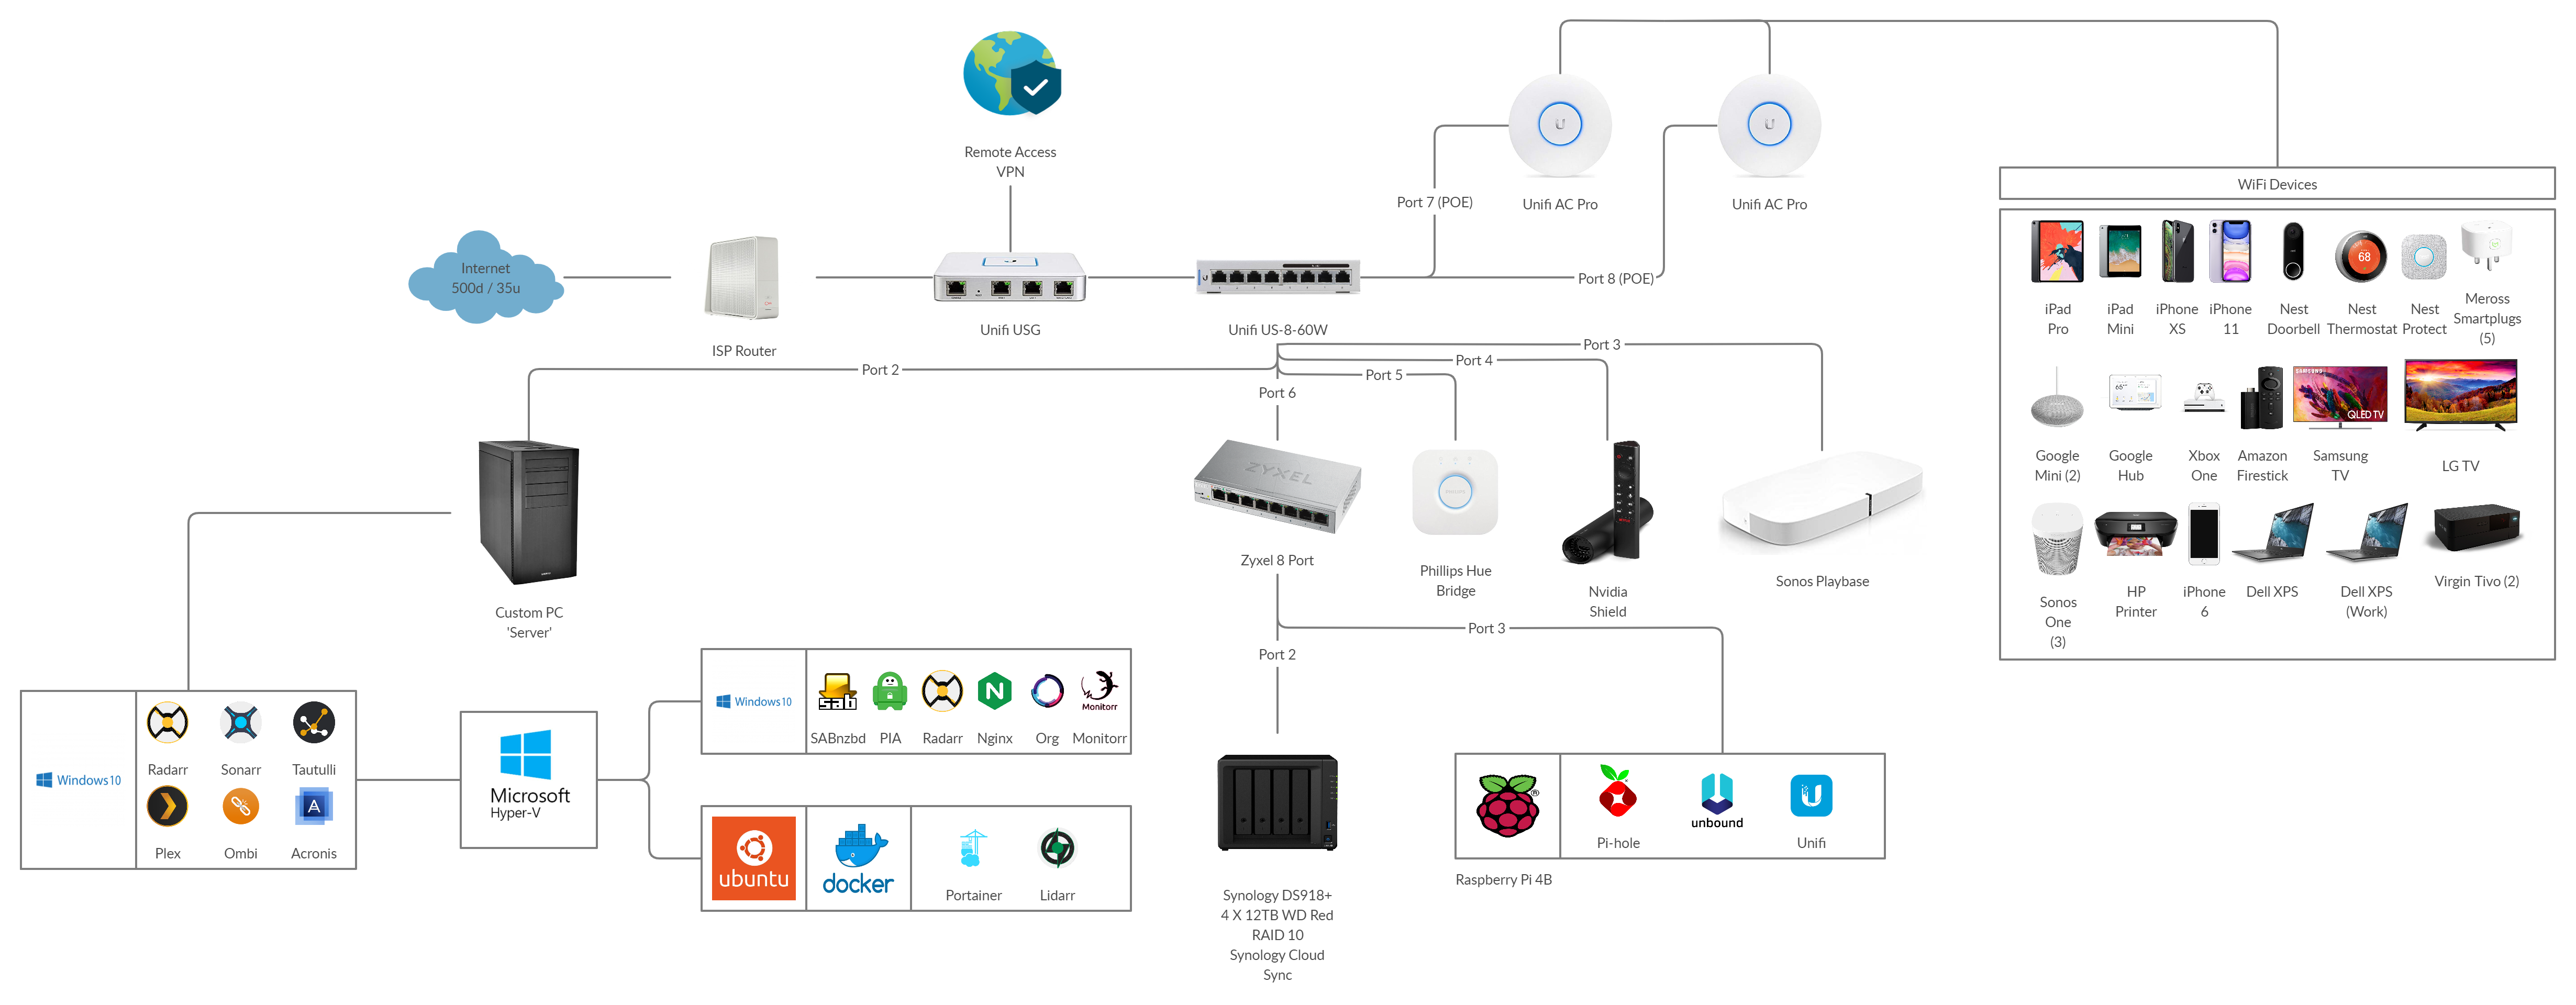 Remote Access
VPN
Internet
500d / 35u
ISP Router
Unifi USG
Unifi US-8-60W
Port 7 (POE)
Port 8 (POE)
Unifi AC Pro
Unifi AC Pro
WiFi Devices
iPad
Pro
iPad
Mini
iPhone
XS
iPhone
11
Nest
Doorbell
68
Nest
Thermostat
Nest
Protect
Meross
Smartplugs
(5)
Google
Mini (2)
Google
Hub
Xbox
One
Amazon
Firestick
SAMSUNG
QLED TV
Samsung
TV
LG TV
Sonos
One
(3)
HP
Printer
iPhone
6
Dell XPS
Dell XPS
(Work)
Virgin Tivo (2)
Port 2
Port 3
Port 4
Port 5
Port 6
Custom PC
'Server'
ZYXEL
Zyxel 8 Port
Phillips Hue
Bridge
Nvidia
Shield
Sonos Playbase
Port 3
Port 2
Windows 10
Radarr
Sonarr
Tautulli
Plex
Ombi
A
Acronis
Microsoft
Hyper-V
Windows 10
sab
SABnzbd
PIA
Radarr
N
Nginx
Org
Monitorr
Monitorr
ubuntu
docker
Portainer
Lidarr
Synology DS918+
4 X 12TB WD Red
RAID 10
Synology Cloud
Sync
Raspberry Pi 4B
Pi-hole
unbound
Unifi